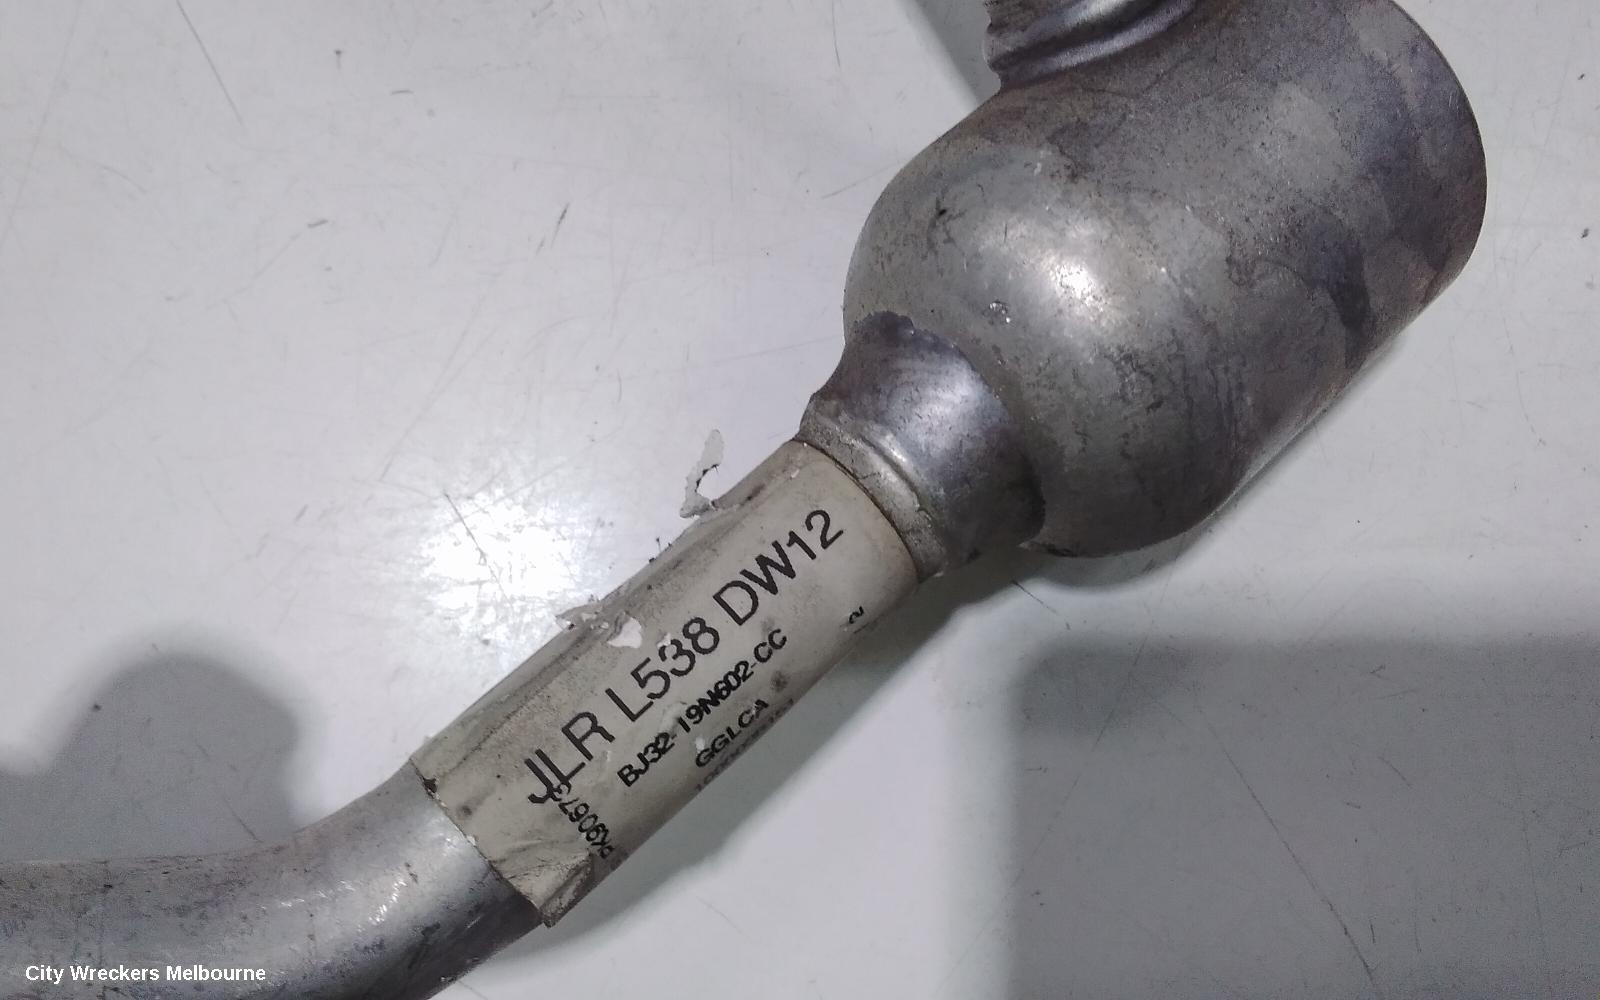 JLR L538 DW12
BJ32-19N602-CC
GGLCA
City Wreckers Melbourne